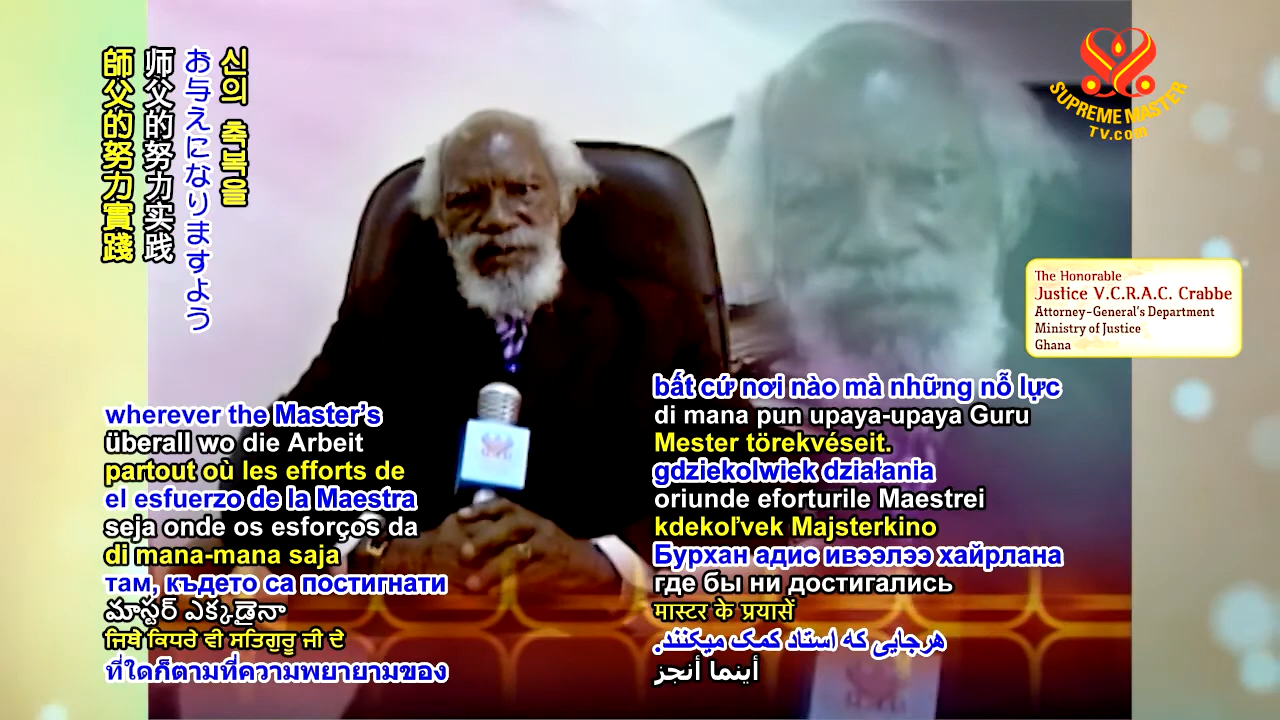 신의 축복을
お与えになりますよう
师父的努力实践
師父的努力實踐
SUPREME MASTER
TV.com
The Honorable
Justice V.C.R.A.C. Crabbe
Attorney-General's Department
Ministry of Justice
Ghana
wherever the Master's
überall wo die Arbeit
partout où les efforts de
el esfuerzo de la Maestra
seja onde os esforços da
di mana-mana saja
там, където са постигнати
మాస్టర్ ఎక్కడైనా
ਜਿਥੇ ਕਿਧਰੇ ਵੀ ਸਤਿਗੁਰੂ ਜੀ ਦੇ
ที่ใดก็ตามที่ความพยายามของ
bất cứ nơi nào mà những nỗ lực
di mana pun upaya-upaya Guru
Mester törekvéseit.
gdziekolwiek działania
oriunde eforturile Maestrei
kdekoľvek Majsterkino
Бурхан адис ивээлээ хайрлана
где бы ни достигались
मास्टर के प्रयासें
هرجایی که استاد کمک میکنند.
أينما أنجز